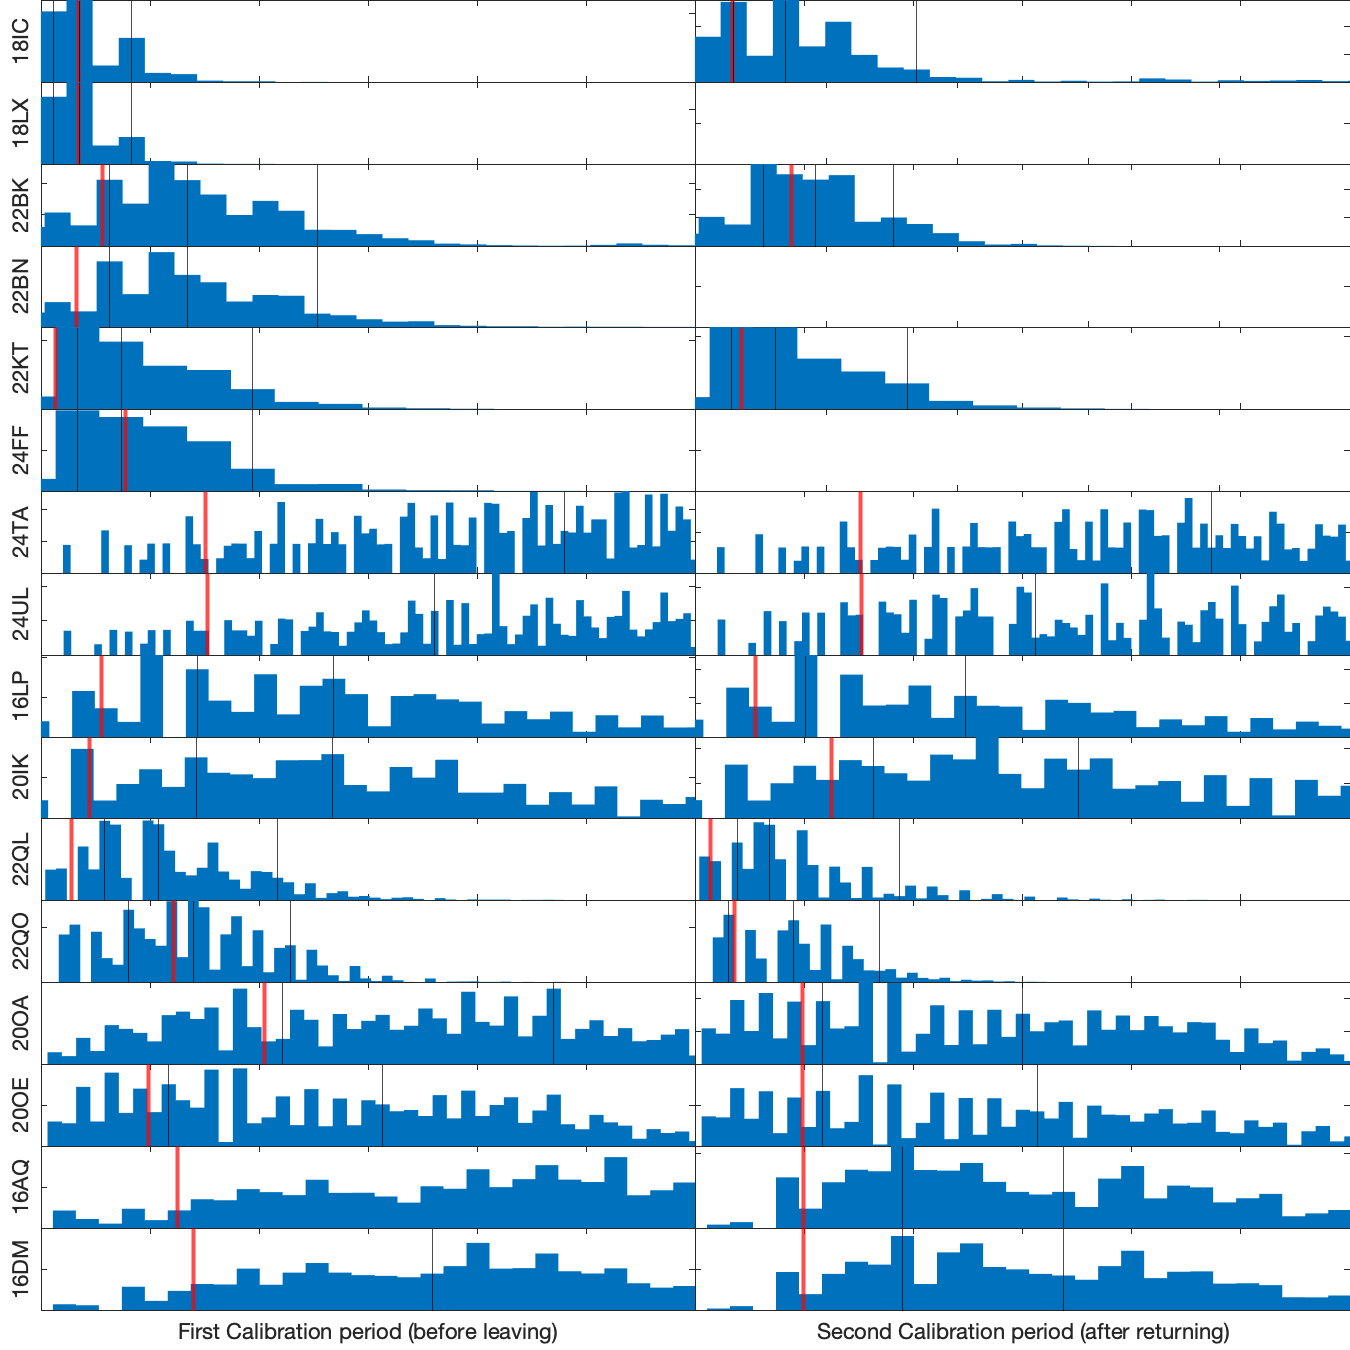 18IC
18LX
22BK
22BN
22KT
24FF
24TA
24UL
16LP
20IK
22QL
22QO
20OA
20OE
16AQ
16DM
First Calibration period (before leaving)
Second Calibration period (after returning)